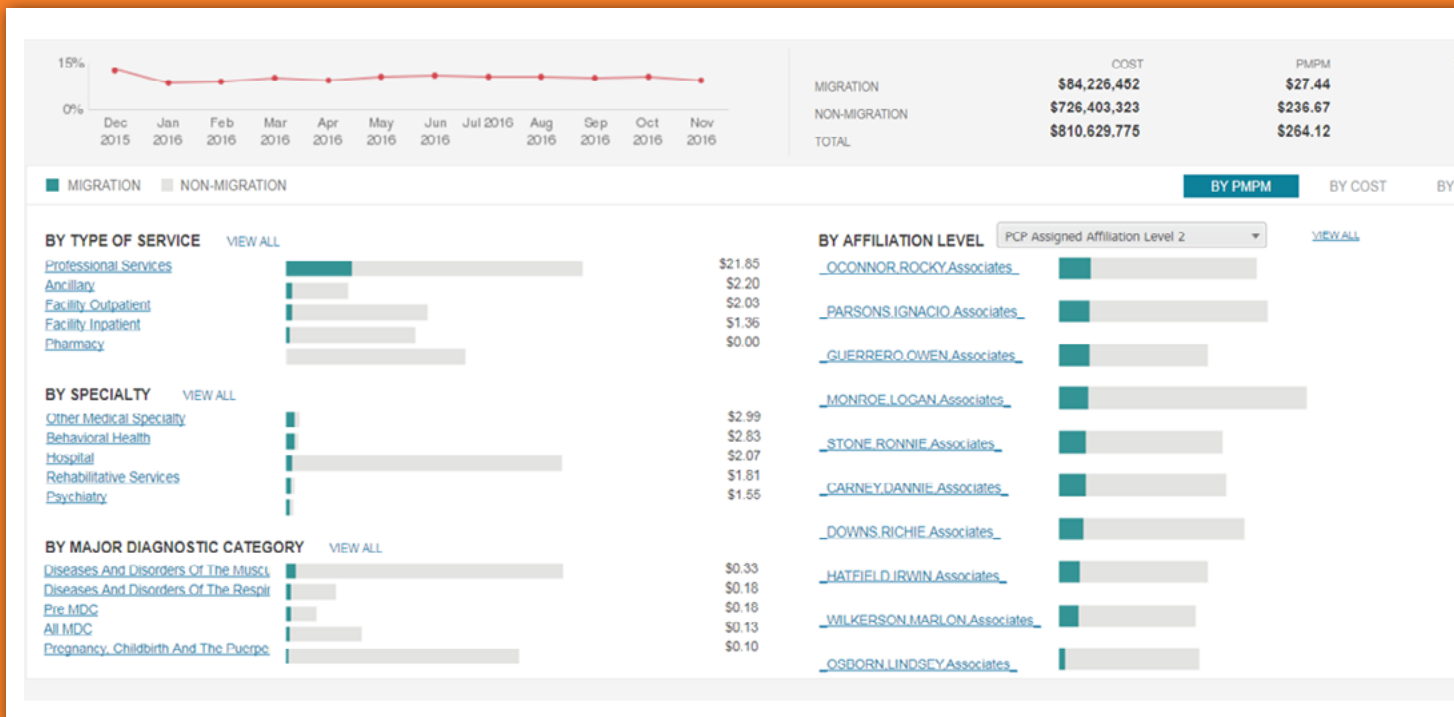 15%
0%
Dec 2015 Jan 2016 Feb 2016 Mar 2016 Apr 2016 May 2016 Jun 2016 Jul 2016 Aug 2016 Sep 2016 Oct 2016 Nov 2016
COST PMPM
MIGRATION $84,226,452 $27.44
NON-MIGRATION $726,403,323 $236.67
TOTAL $810,629,775 $264.12
MIGRATION NON-MIGRATION
BY PMPM BY COST BY
BY TYPE OF SERVICE VIEW ALL
Professional Services $21.85
Ancillary $2.20
Facility Outpatient $2.03
Facility Inpatient $1.36
Pharmacy $0.00
BY SPECIALTY VIEW ALL
Other Medical Specialty $2.99
Behavioral Health $2.83
Hospital $2.07
Rehabilitative Services $1.81
Psychiatry $1.55
BY MAJOR DIAGNOSTIC CATEGORY VIEW ALL
Diseases And Disorders Of The Muscu $0.33
Diseases And Disorders Of The Respir $0.18
Pre MDC $0.18
All MDC $0.13
Pregnancy, Childbirth And The Puerpe $0.10
BY AFFILIATION LEVEL PCP Assigned Affiliation Level 2 VIEW ALL
_OCONNOR,ROCKY,Associates_
_PARSONS,IGNACIO,Associates_
_GUERRERO,OWEN,Associates_
_MONROE,LOGAN,Associates_
_STONE,RONNIE,Associates_
_CARNEY,DANNIE,Associates_
_DOWNS,RICHIE,Associates_
_HATFIELD,IRWIN,Associates_
_WILKERSON,MARLON,Associates_
_OSBORN,LINDSEY,Associates_